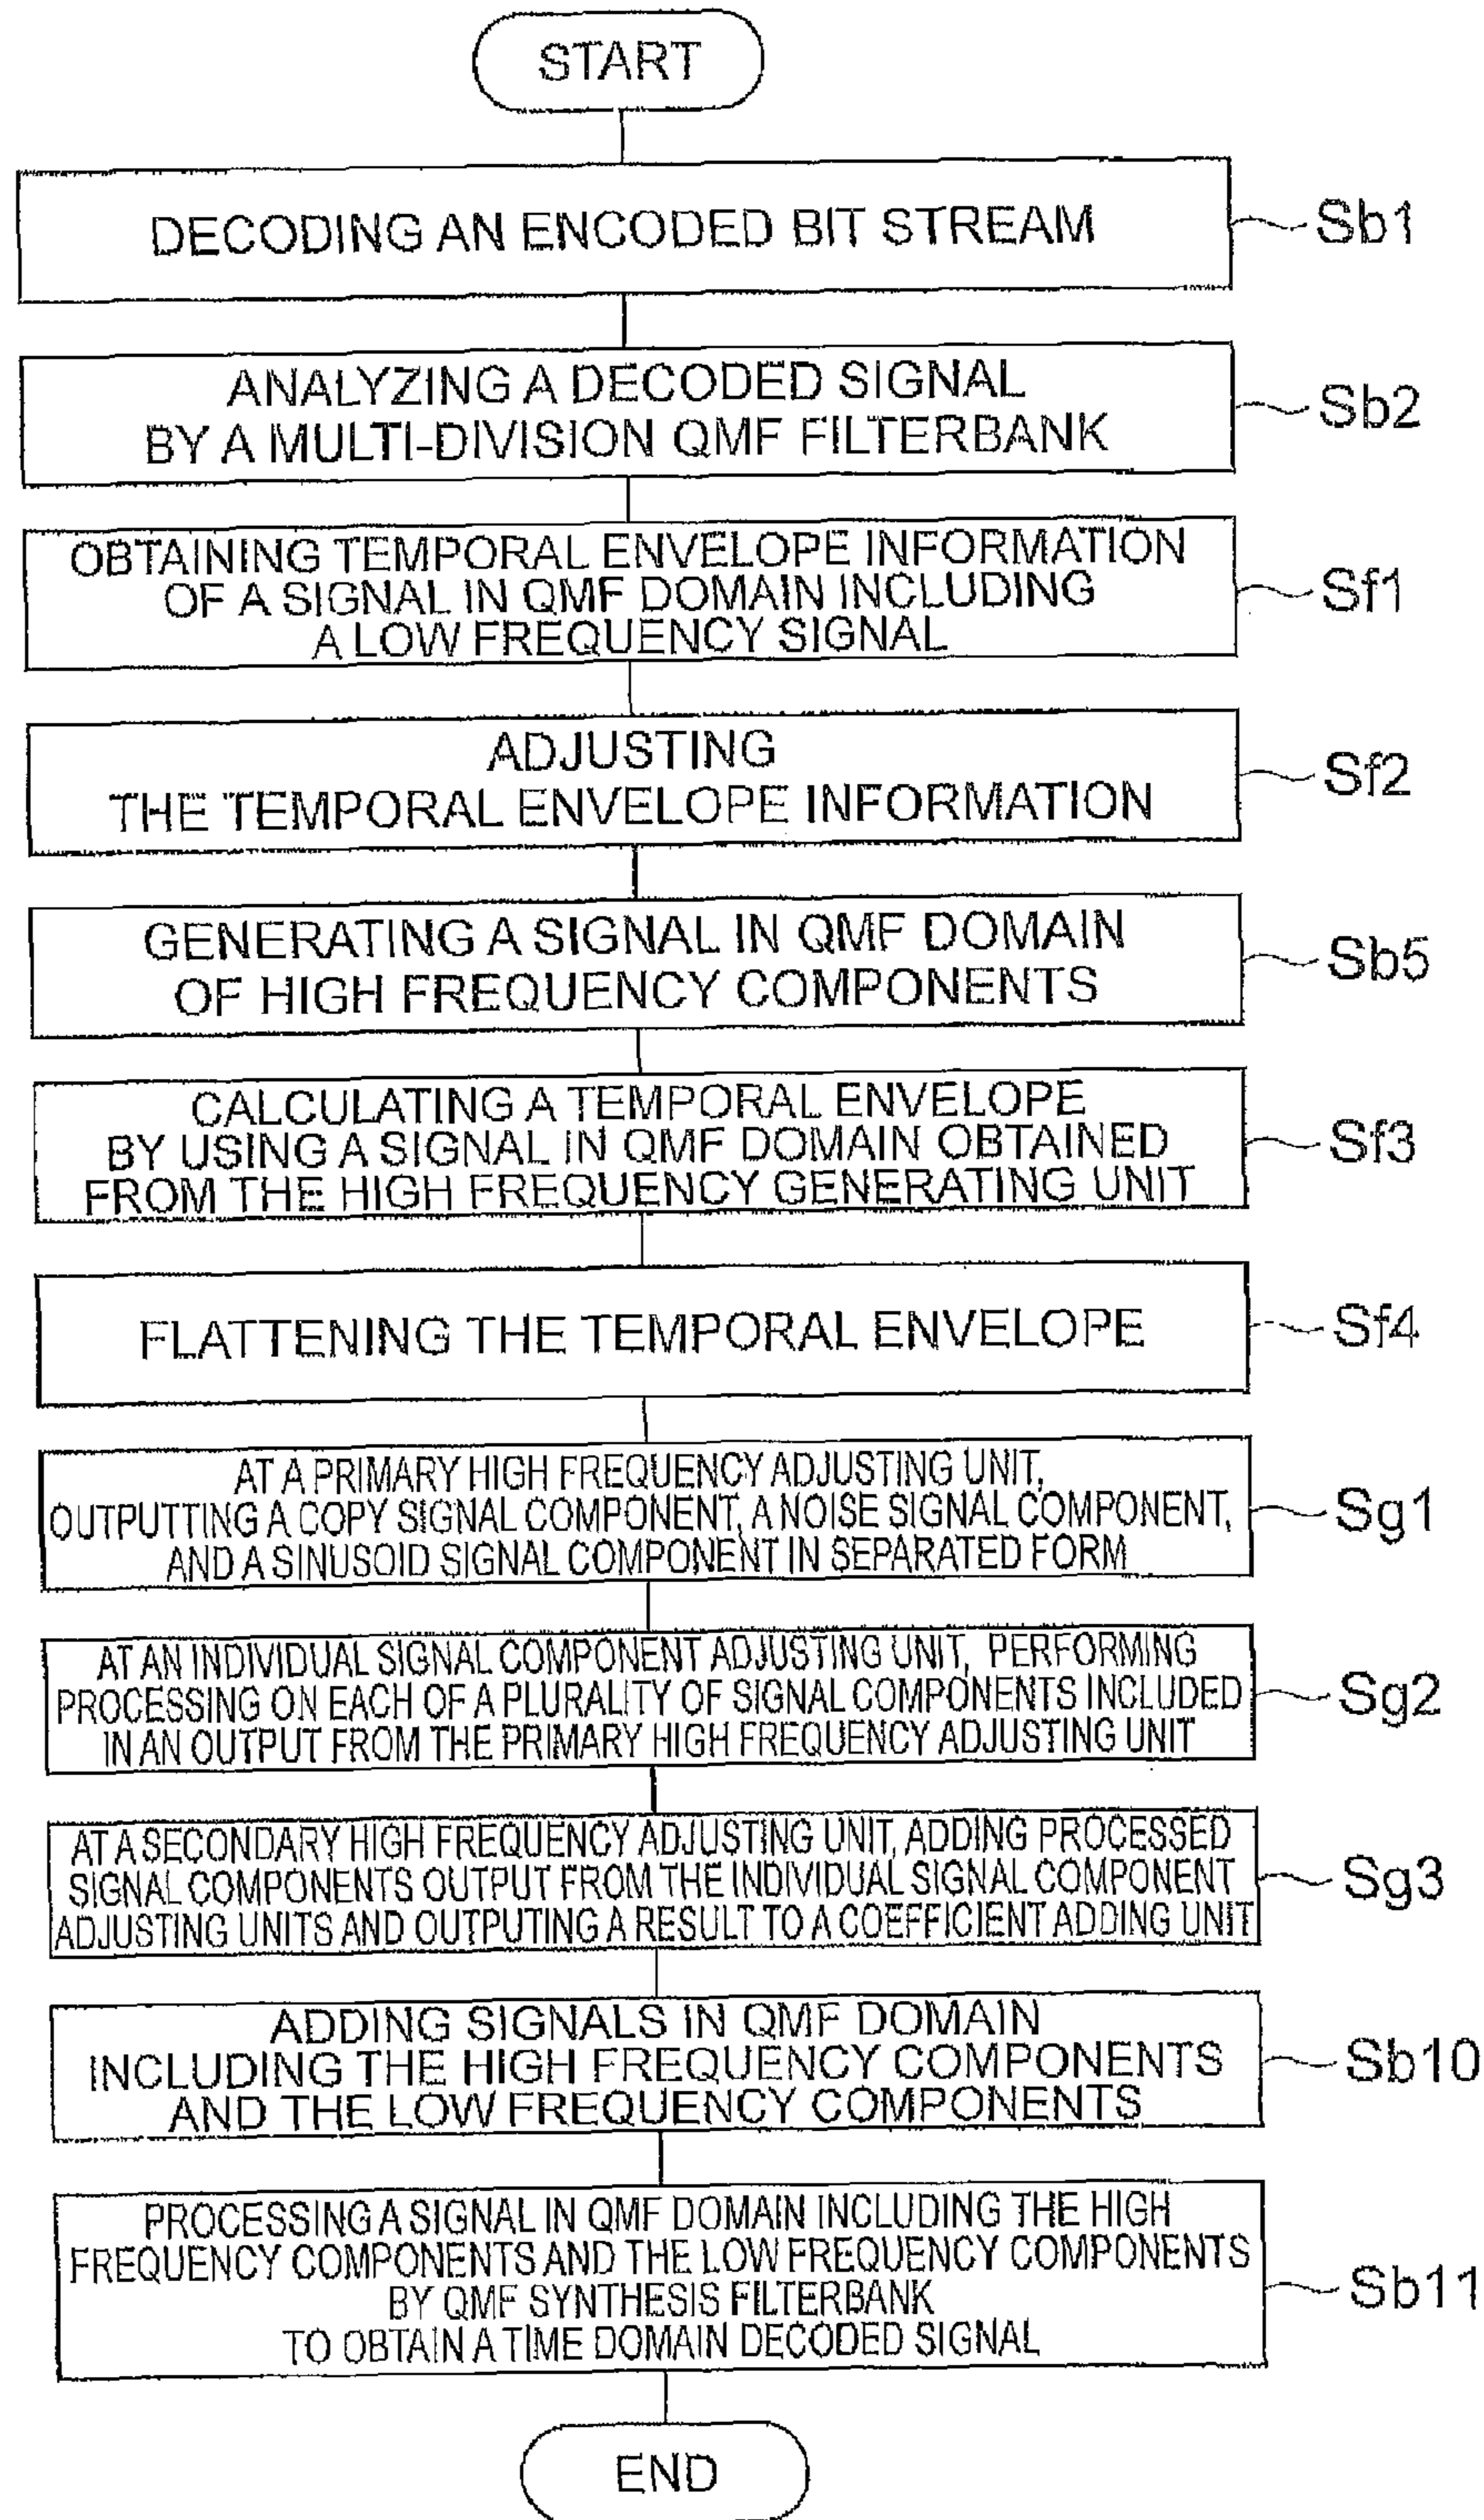 START
DECODING AN ENCODED BIT STREAM
Sb1
ANALYZING A DECODED SIGNAL
BY A MULTI-DIVISION QMF FILTERBANK
Sb2
OBTAINING TEMPORAL ENVELOPE INFORMATION
OF A SIGNAL IN QMF DOMAIN INCLUDING
A LOW FREQUENCY SIGNAL
Sf1
ADJUSTING
THE TEMPORAL ENVELOPE INFORMATION
Sf2
GENERATING A SIGNAL IN QMF DOMAIN
OF HIGH FREQUENCY COMPONENTS
Sb5
CALCULATING A TEMPORAL ENVELOPE
BY USING A SIGNAL IN QMF DOMAIN OBTAINED
FROM THE HIGH FREQUENCY GENERATING UNIT
Sf3
FLATTENING THE TEMPORAL ENVELOPE
Sf4
AT A PRIMARY HIGH FREQUENCY ADJUSTING UNIT,
OUTPUTTING A COPY SIGNAL COMPONENT, A NOISE SIGNAL COMPONENT,
AND A SINUSOID SIGNAL COMPONENT IN SEPARATED FORM
Sg1
AT AN INDIVIDUAL SIGNAL COMPONENT ADJUSTING UNIT, PERFORMING
PROCESSING ON EACH OF A PLURALITY OF SIGNAL COMPONENTS INCLUDED
IN AN OUTPUT FROM THE PRIMARY HIGH FREQUENCY ADJUSTING UNIT
Sg2
AT A SECONDARY HIGH FREQUENCY ADJUSTING UNIT, ADDING PROCESSED
SIGNAL COMPONENTS OUTPUT FROM THE INDIVIDUAL SIGNAL COMPONENT
ADJUSTING UNITS AND OUTPUTING A RESULT TO A COEFFICIENT ADDING UNIT
Sg3
ADDING SIGNALS IN QMF DOMAIN
INCLUDING THE HIGH FREQUENCY COMPONENTS
AND THE LOW FREQUENCY COMPONENTS
Sb10
PROCESSING A SIGNAL IN QMF DOMAIN INCLUDING THE HIGH
FREQUENCY COMPONENTS AND THE LOW FREQUENCY COMPONENTS
BY QMF SYNTHESIS FILTERBANK
TO OBTAIN A TIME DOMAIN DECODED SIGNAL
Sb11
END